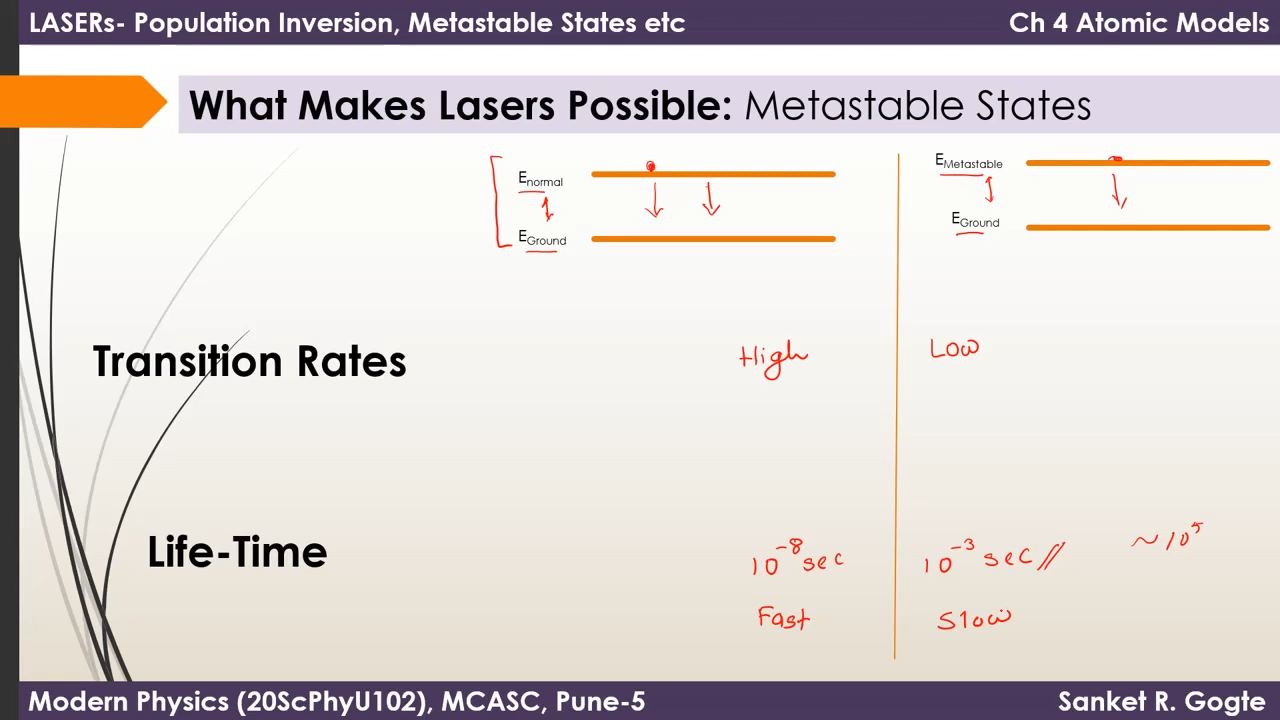 LASERs- Population Inversion, Metastable States etc
Ch 4 Atomic Models
What Makes Lasers Possible: Metastable States
E_normal
E_Ground
E_Metastable
E_Ground
Transition Rates
High
Low
Life-Time
10⁻⁸ sec
10⁻³ sec //
~10⁵
Fast
Slow
Modern Physics (20ScPhyU102), MCASC, Pune-5
Sanket R. Gogte